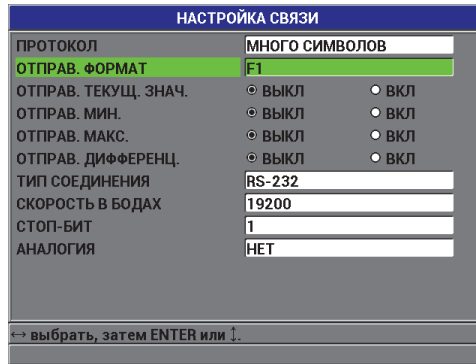 НАСТРОЙКА СВЯЗИ
ПРОТОКОЛ МНОГО СИМВОЛОВ
ОТПРАВ. ФОРМАТ F1
ОТПРАВ. ТЕКУЩ. ЗНАЧ. ВЫКЛ ВКЛ
ОТПРАВ. МИН. ВЫКЛ ВКЛ
ОТПРАВ. МАКС. ВЫКЛ ВКЛ
ОТПРАВ. ДИФФЕРЕНЦ. ВЫКЛ ВКЛ
ТИП СОЕДИНЕНИЯ RS-232
СКОРОСТЬ В БОДАХ 19200
СТОП-БИТ 1
АНАЛОГИЯ НЕТ
↔ выбрать, затем ENTER или ↕.